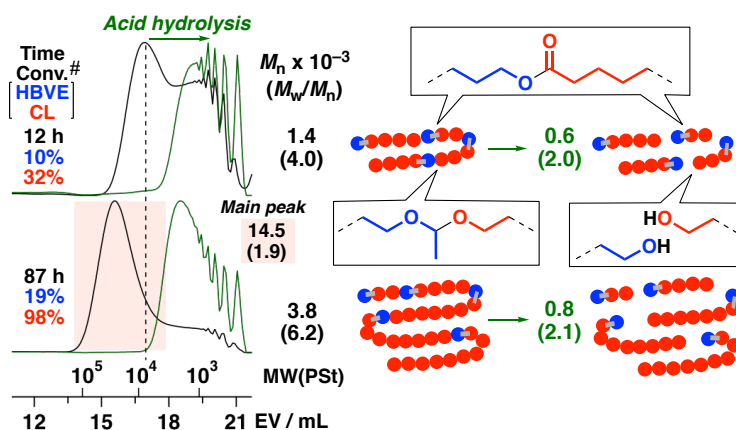 Acid hydrolysis
Time
Conv.#
[HBVE
CL]
12 h
10%
32%
Mn x 10−3
(Mw/Mn)
1.4
(4.0)
0.6
(2.0)
O
O
O O
HO
OH
Main peak
14.5
(1.9)
87 h
19%
98%
3.8
(6.2)
0.8
(2.1)
10⁵ 10⁴ 10³ MW(PSt)
12 15 18 21 EV / mL